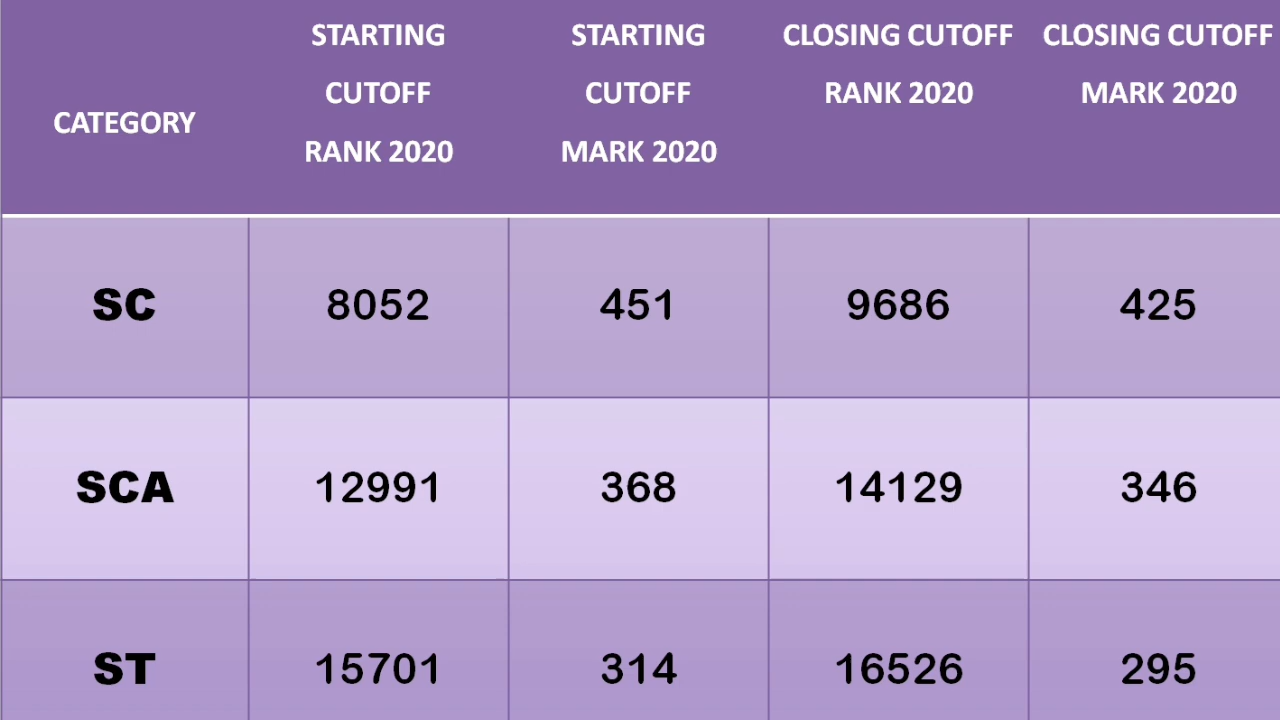 CATEGORY
STARTING
CUTOFF
RANK 2020
STARTING
CUTOFF
MARK 2020
CLOSING CUTOFF
RANK 2020
CLOSING CUTOFF
MARK 2020
SC 8052 451 9686 425
SCA 12991 368 14129 346
ST 15701 314 16526 295